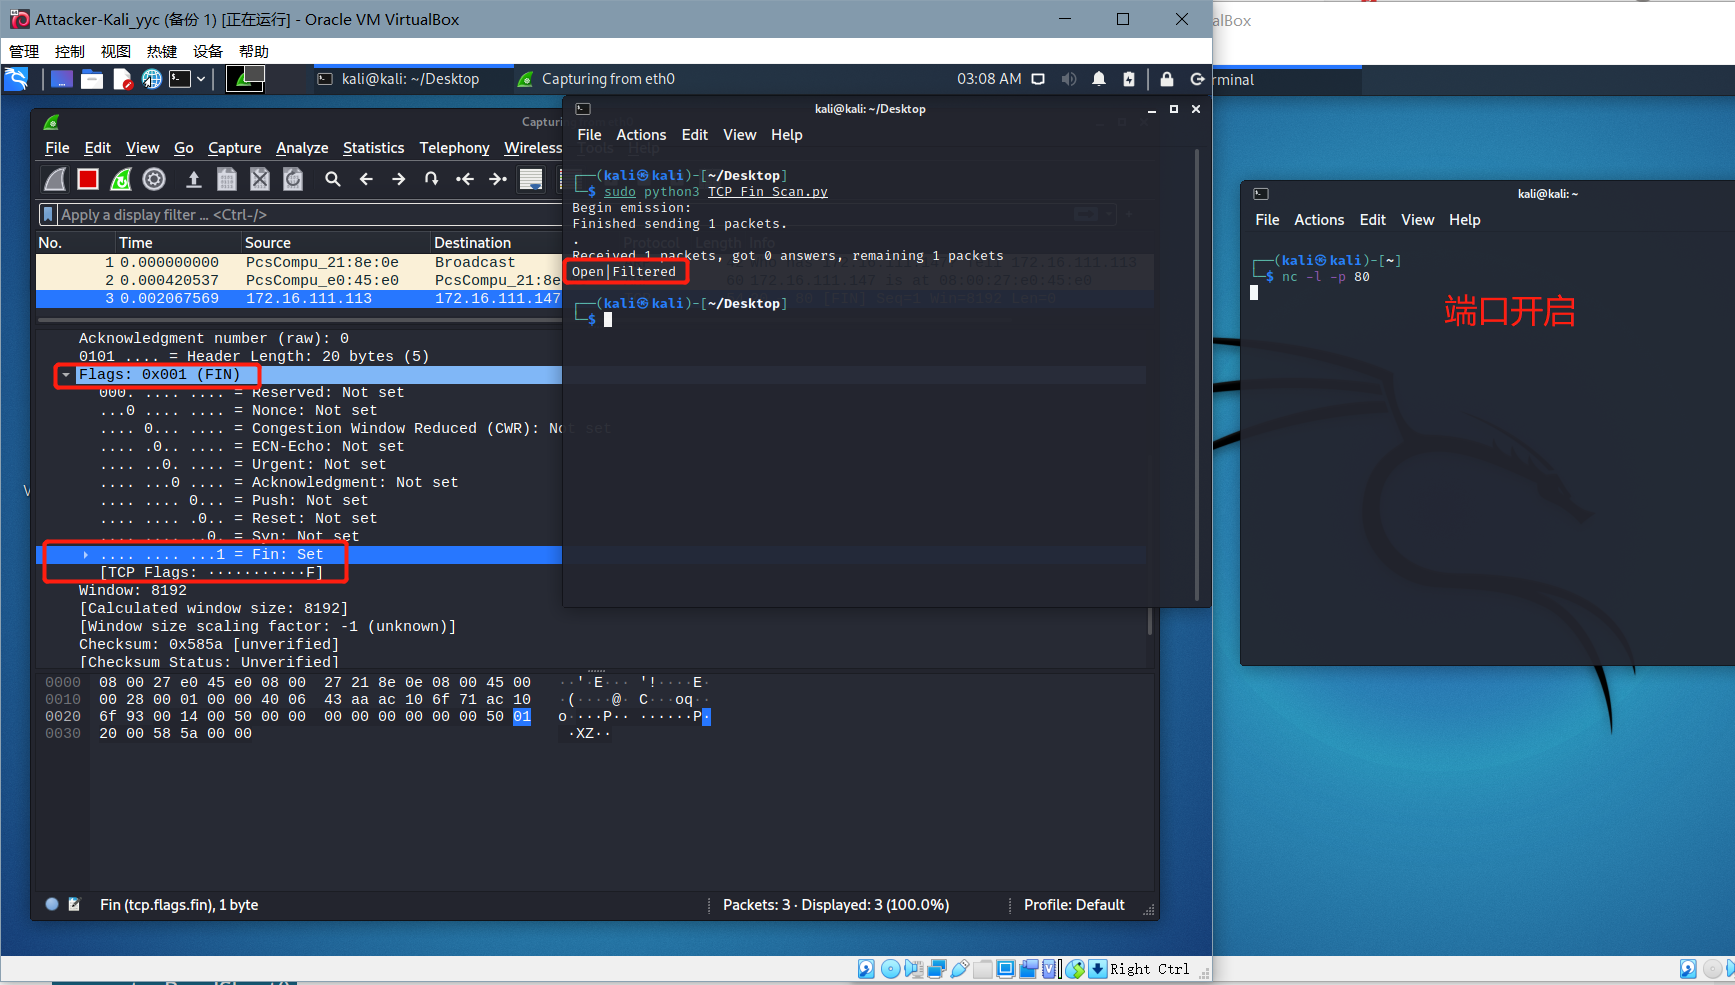 Attacker-Kali_yyc (备份 1) [正在运行] - Oracle VM VirtualBox
alBox
管理 控制 视图 热键 设备 帮助
kali@kali: ~/Desktop
Capturing from eth0
03:08 AM
rminal
kali@kali: ~/Desktop
File Actions Edit View Help
File Edit View Go Capture Analyze Statistics Telephony Wireless Tools Help
Apply a display filter ... <Ctrl-/>
┌──(kali㉿kali)-[~/Desktop]
└─$ sudo python3 TCP_Fin_Scan.py
Begin emission:
Finished sending 1 packets.
.
Received 1 packets, got 0 answers, remaining 1 packets
Open|Filtered
┌──(kali㉿kali)-[~/Desktop]
└─$
No. Time Source Destination Protocol Length Info
1 0.000000000 PcsCompu_21:8e:0e Broadcast
2 0.000420537 PcsCompu_e0:45:e0 PcsCompu_21:8e
3 0.002067569 172.16.111.113 172.16.111.147
Acknowledgment number (raw): 0
0101 .... = Header Length: 20 bytes (5)
Flags: 0x001 (FIN)
000. .... .... = Reserved: Not set
...0 .... .... = Nonce: Not set
.... 0... .... = Congestion Window Reduced (CWR): Not set
.... .0.. .... = ECN-Echo: Not set
.... ..0. .... = Urgent: Not set
.... ...0 .... = Acknowledgment: Not set
.... .... 0... = Push: Not set
.... .... .0.. = Reset: Not set
.... .... ..0. = Syn: Not set
.... .... ...1 = Fin: Set
[TCP Flags: ···········F]
Window: 8192
[Calculated window size: 8192]
[Window size scaling factor: -1 (unknown)]
Checksum: 0x585a [unverified]
[Checksum Status: Unverified]
0000 08 00 27 e0 45 e0 08 00 27 21 8e 0e 08 00 45 00 ··'·E··· '!····E·
0010 00 28 00 01 00 00 40 06 43 aa ac 10 6f 71 ac 10 ·(····@· C···oq··
0020 6f 93 00 14 00 50 00 00 00 00 00 00 00 00 50 01 o····P·· ······P·
0030 20 00 58 5a 00 00 ·XZ··
Fin (tcp.flags.fin), 1 byte
Packets: 3 · Displayed: 3 (100.0%)
Profile: Default
Right Ctrl
kali@kali: ~
File Actions Edit View Help
┌──(kali㉿kali)-[~]
└─$ nc -l -p 80
端口开启